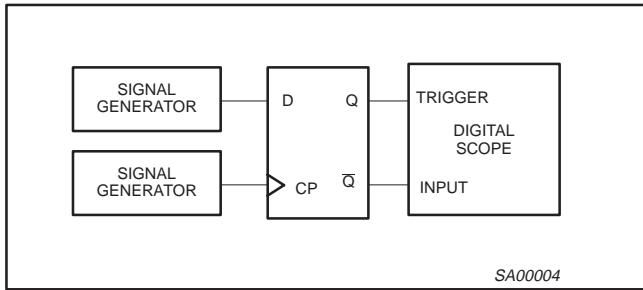 SIGNAL
GENERATOR
D
Q
TRIGGER
DIGITAL
SCOPE
SIGNAL
GENERATOR
CP
Q̅
INPUT
SA00004